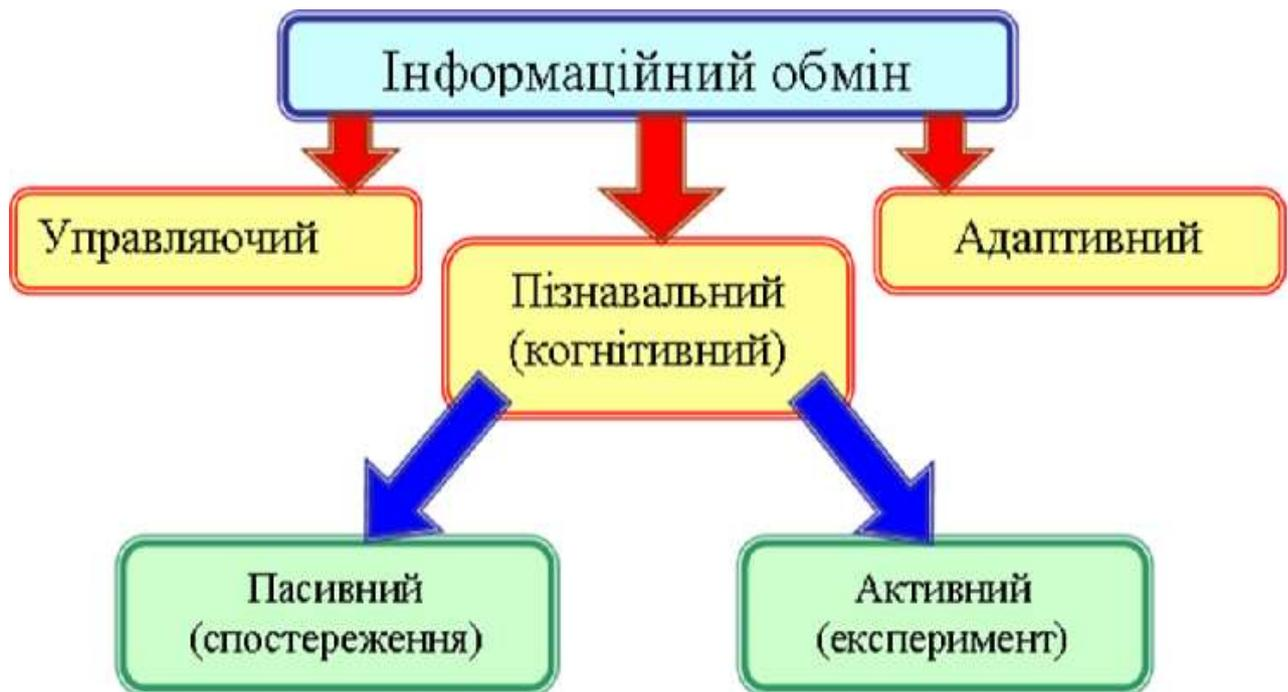 Інформаційний обмін
Управляючий
Адаптивний
Пізнавальний
(когнітивний)
Пасивний
(спостереження)
Активний
(експеримент)